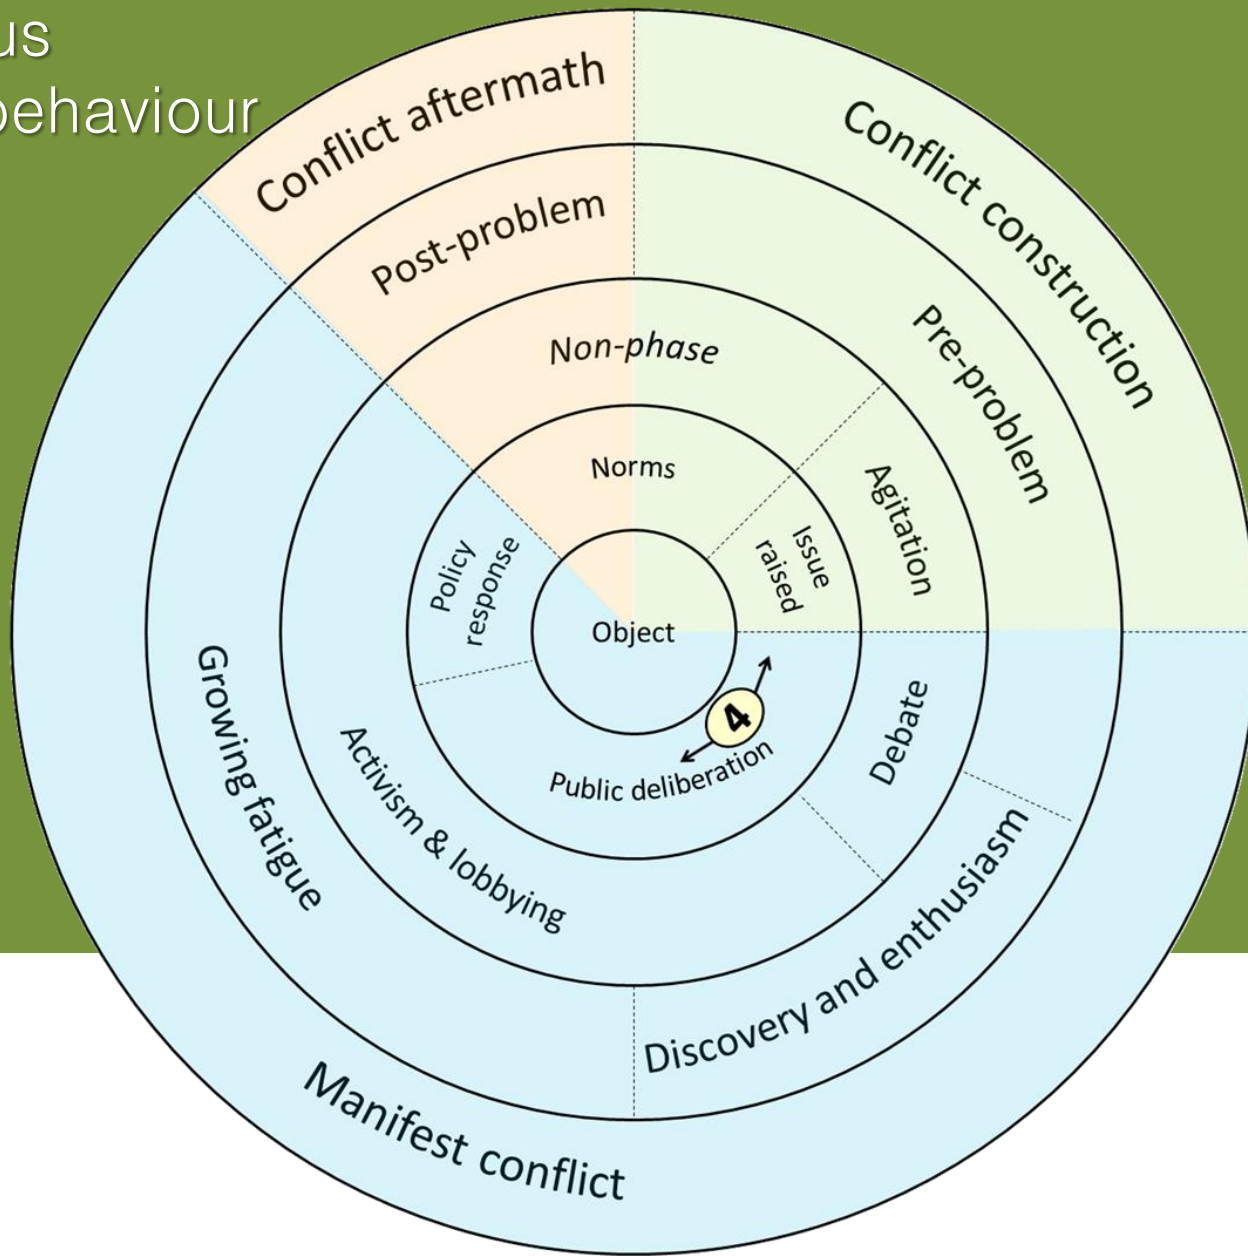 us
behaviour
Conflict aftermath
Conflict construction
Post-problem
Pre-problem
Non-phase
Agitation
Norms
Issue
raised
Policy
response
Object
4
Public deliberation
Debate
Activism & lobbying
Growing fatigue
Discovery and enthusiasm
Manifest conflict